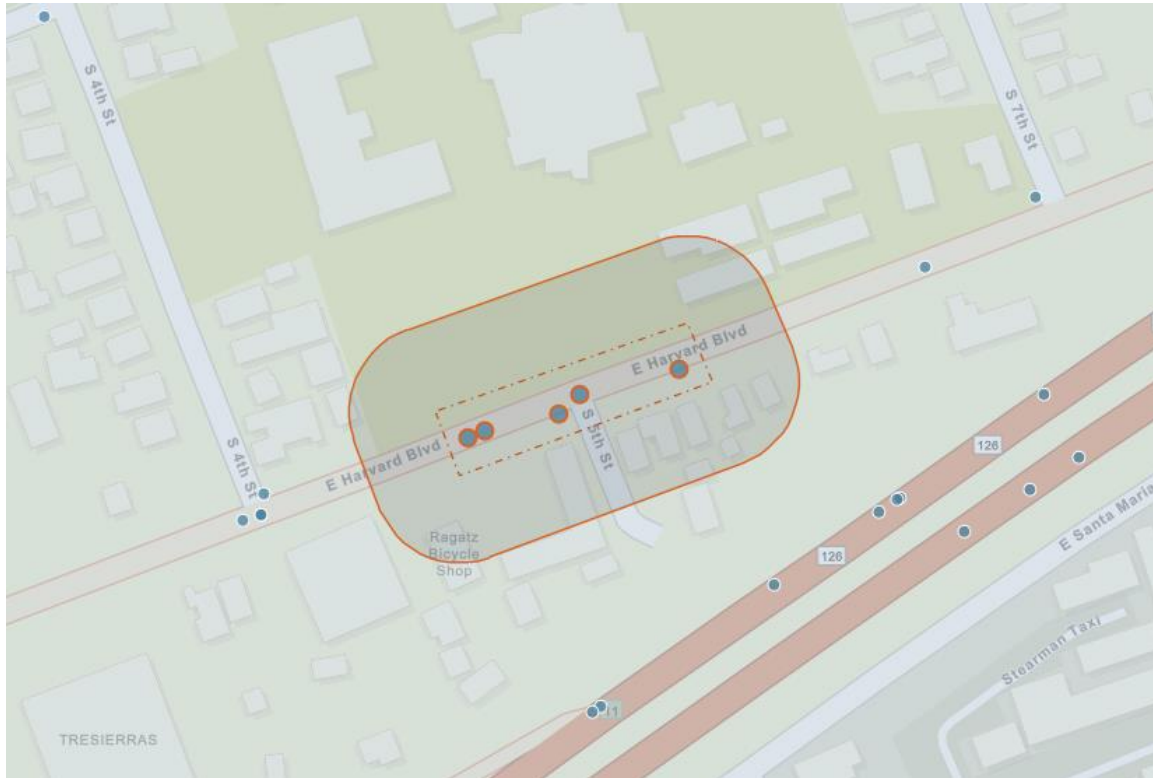 S 4th St
S 7th St
E Harvard Blvd
S 5th St
E Harvard Blvd
S 4th St
126
Ragatz
Bicycle
Shop
126
E Santa Maria
Stearman Taxi
TRESIERRAS